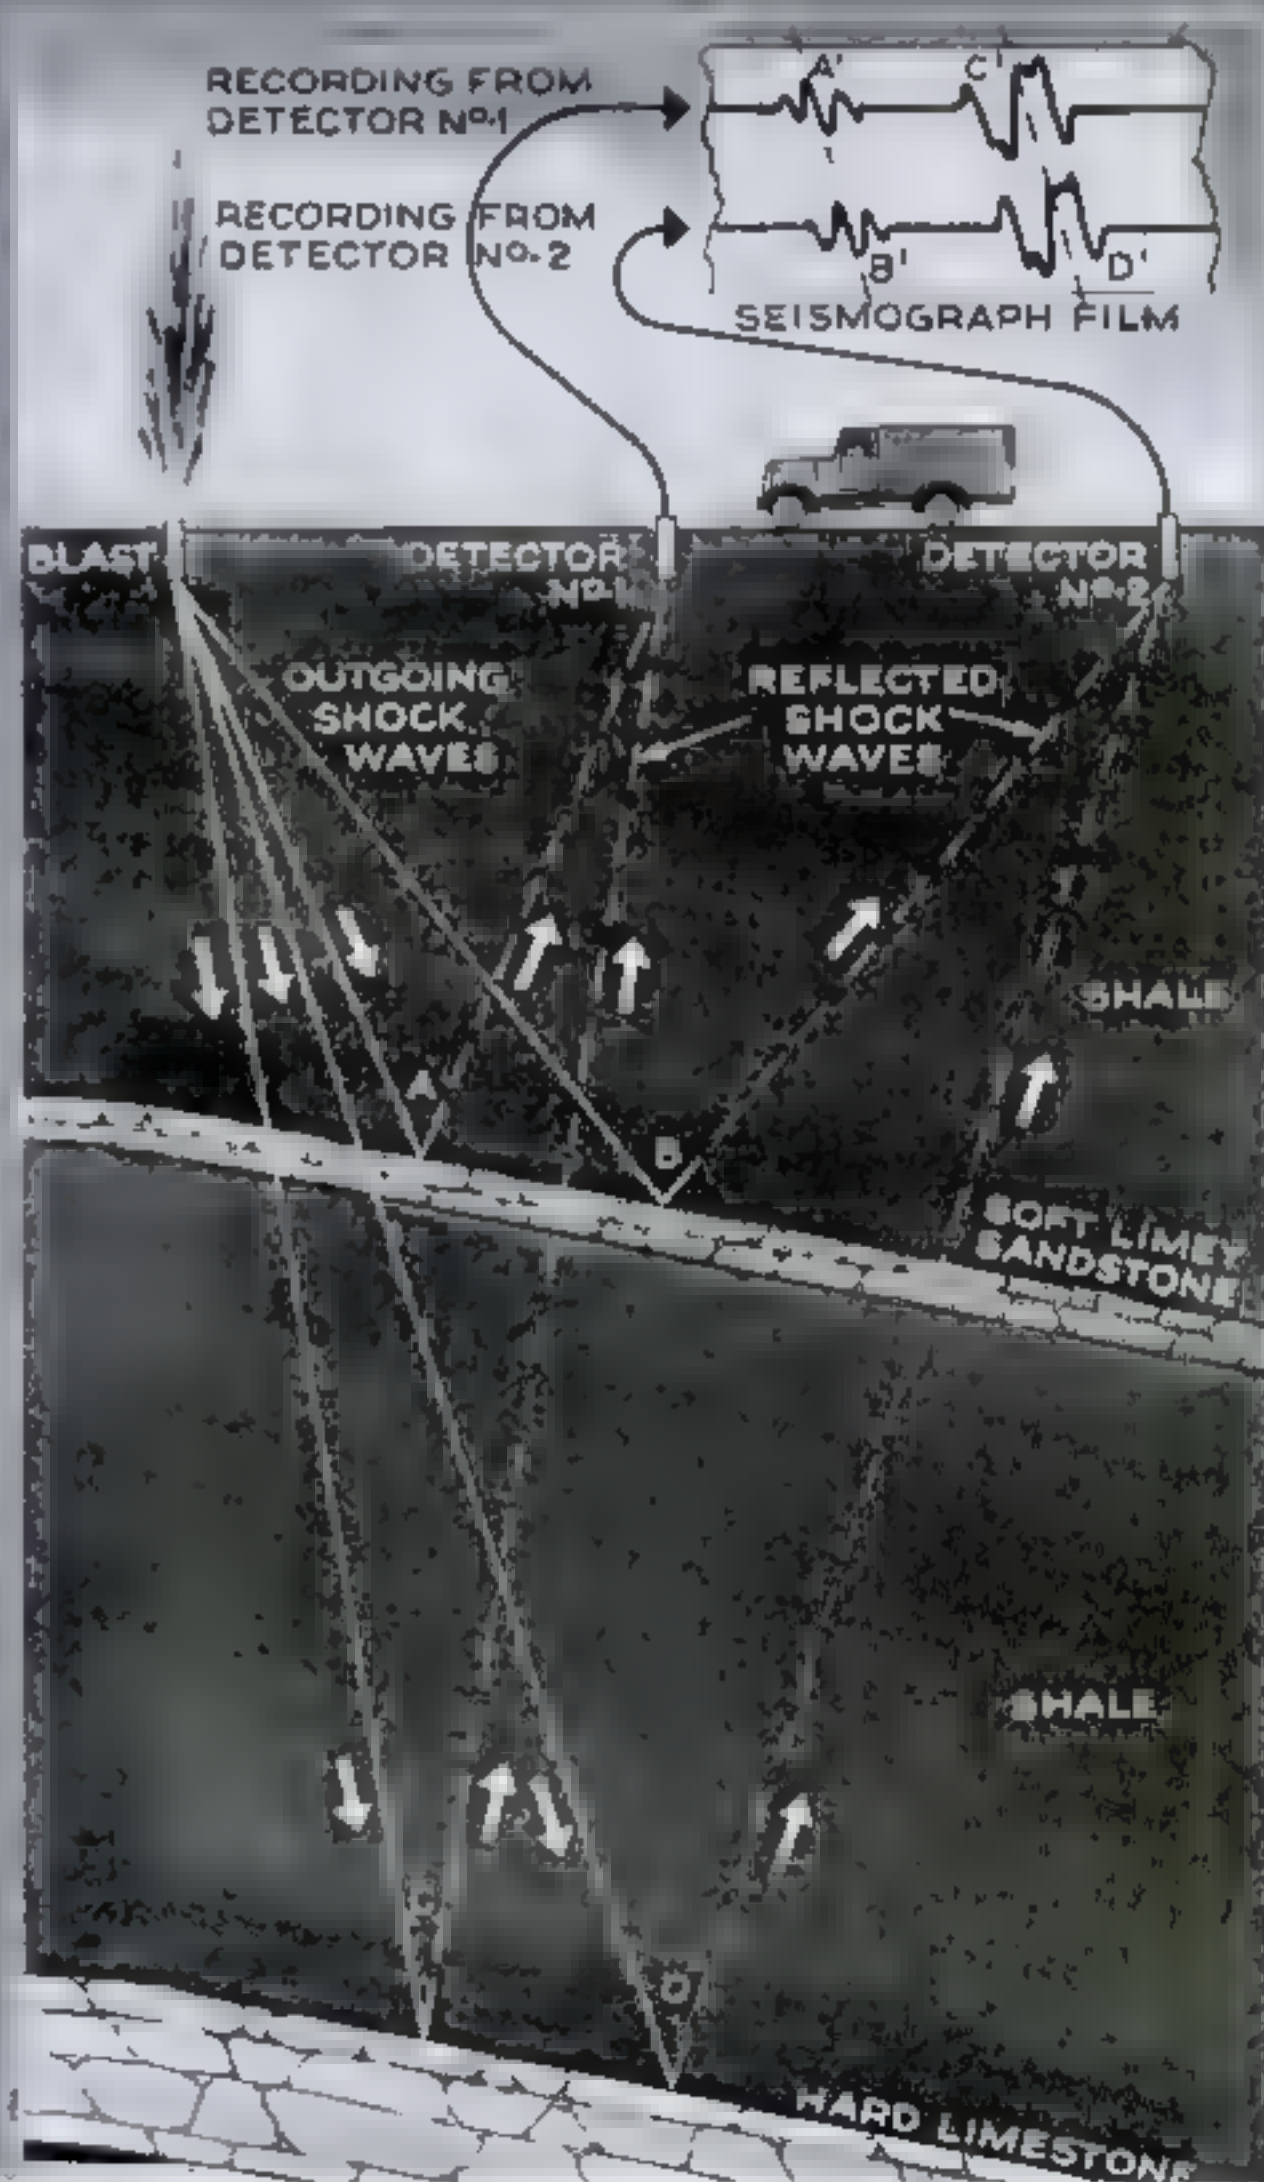 RECORDING FROM
DETECTOR No.1
A'
C'
RECORDING FROM
DETECTOR No.2
B'
D'
SEISMOGRAPH FILM
BLAST
DETECTOR
No.1
DETECTOR
No.2
OUTGOING
SHOCK
WAVES
REFLECTED
SHOCK
WAVES
SHALE
A
B
SOFT LIMEY
SANDSTONE
SHALE
C
D
HARD LIMESTONE